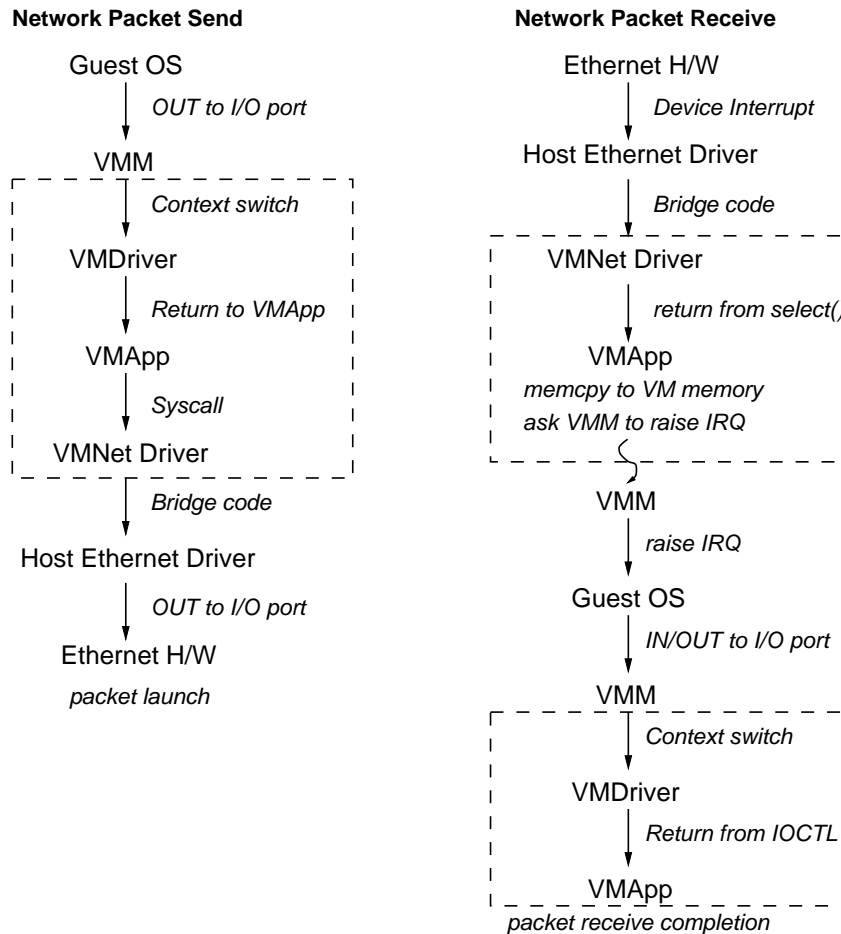 Network Packet Send
Guest OS
OUT to I/O port
VMM
Context switch
VMDriver
Return to VMApp
VMApp
Syscall
VMNet Driver
Bridge code
Host Ethernet Driver
OUT to I/O port
Ethernet H/W
packet launch
Network Packet Receive
Ethernet H/W
Device Interrupt
Host Ethernet Driver
Bridge code
VMNet Driver
return from select()
VMApp
memcpy to VM memory
ask VMM to raise IRQ
VMM
raise IRQ
Guest OS
IN/OUT to I/O port
VMM
Context switch
VMDriver
Return from IOCTL
VMApp
packet receive completion